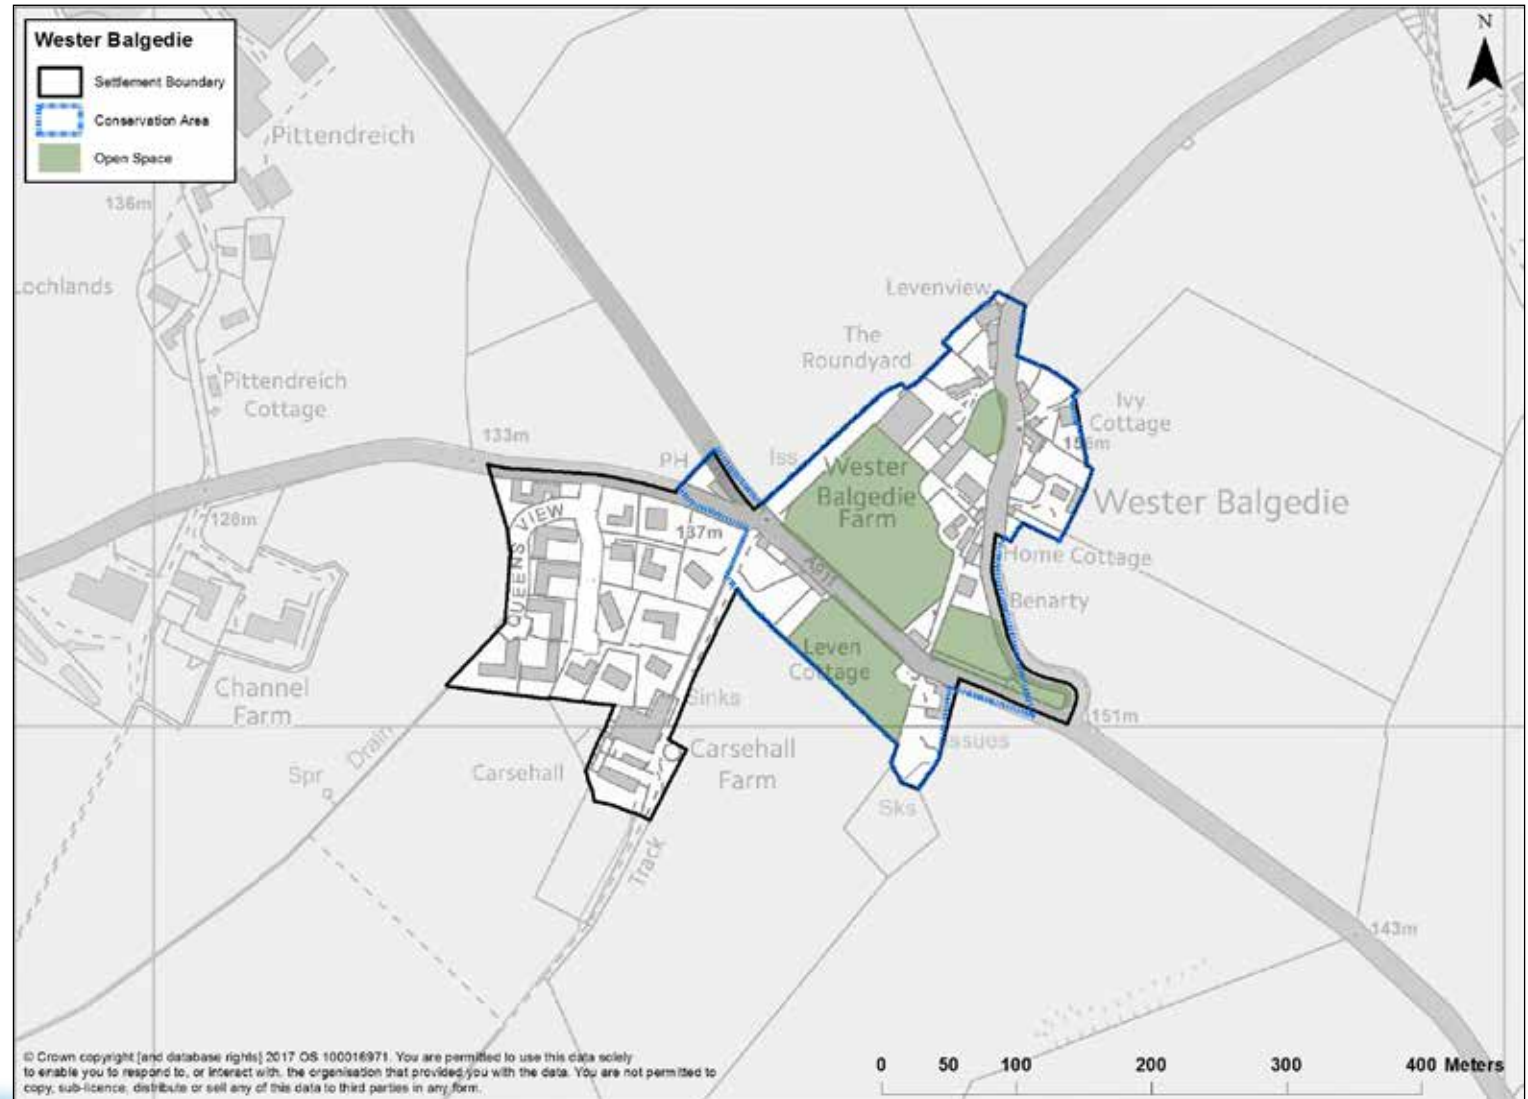 Wester Balgedie
Settlement Boundary
Conservation Area
Open Space
N
Pittendreich
136m
Lochlands
Pittendreich
Cottage
133m
128m
PH
Iss
Levenview
The
Roundyard
Ivy
Cottage
Wester
Balgedie
Farm
Wester Balgedie
Home Cottage
Benarty
137m
QUEENS VIEW
A911
Leven
Cottage
151m
Issues
Sinks
Channel
Farm
Drain
Spr
Carsehall
Carsehall
Farm
Track
Sks
143m
© Crown copyright [and database rights] 2017 OS 100016971. You are permitted to use this data solely
to enable you to respond to, or interact with, the organisation that provided you with the data. You are not permitted to
copy, sub-licence, distribute or sell any of this data to third parties in any form.
0 50 100 200 300 400 Meters